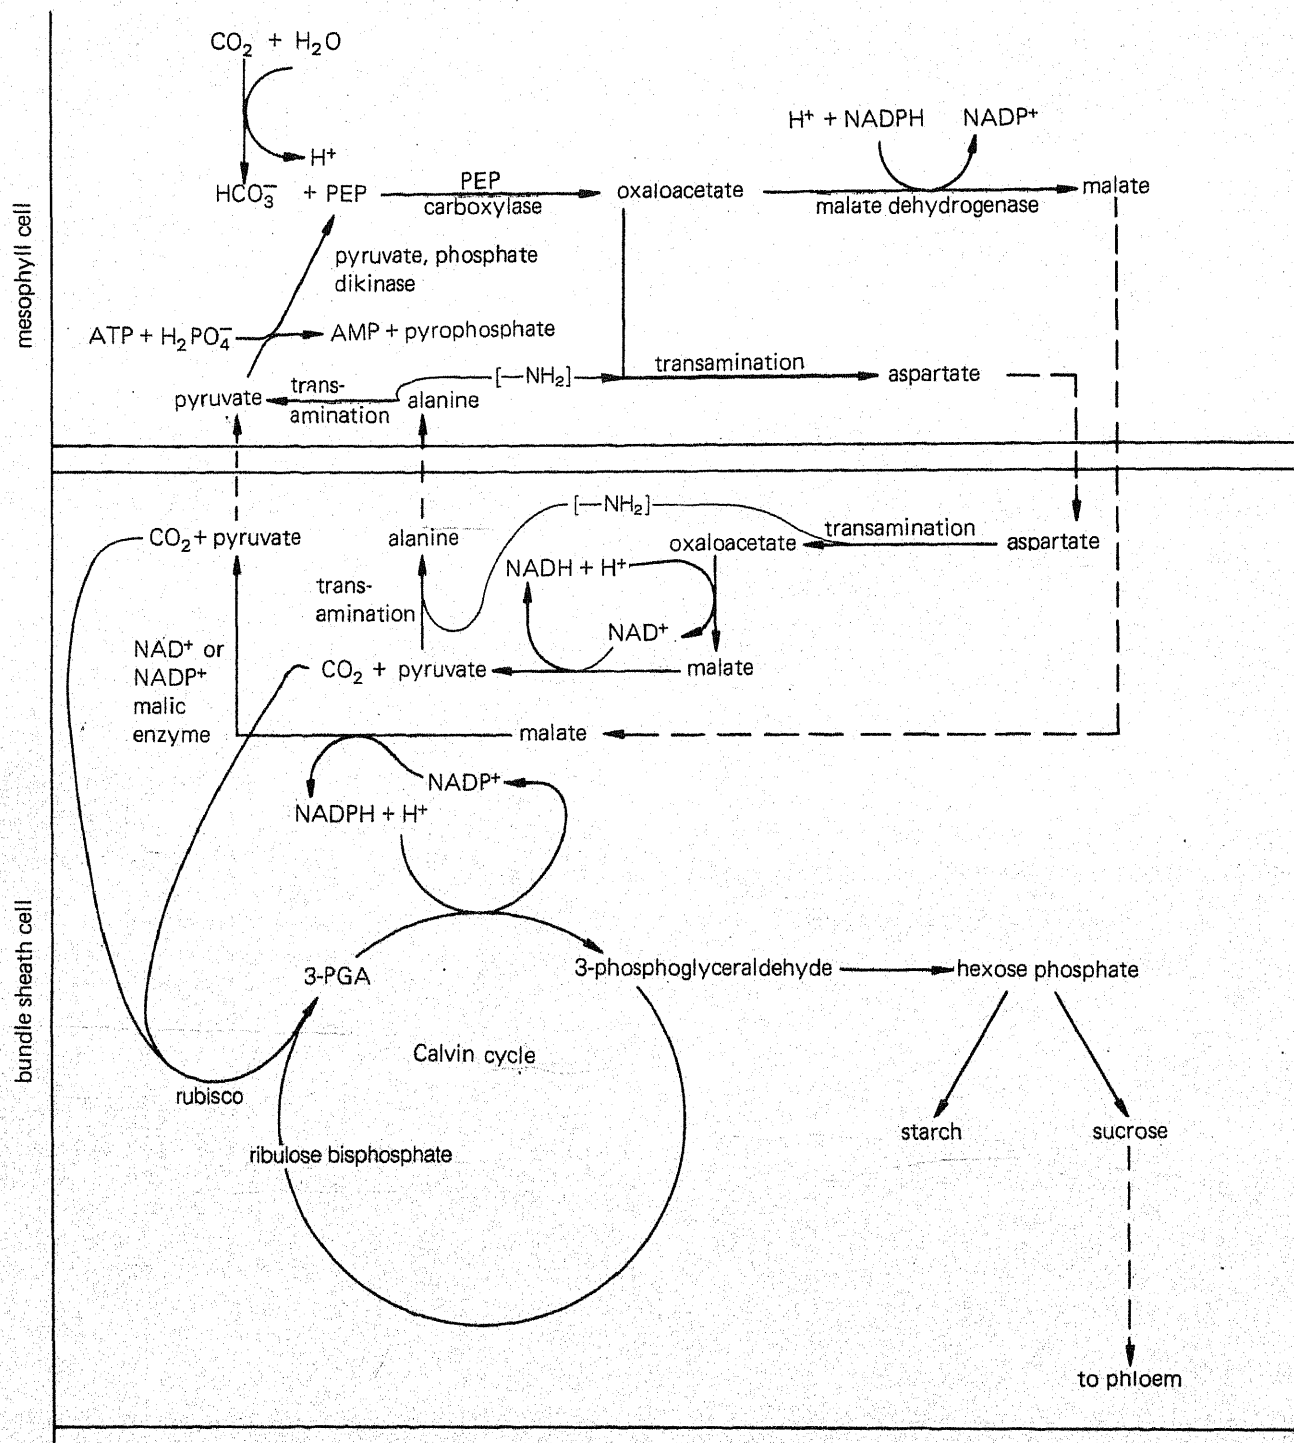 CO₂ + H₂O
H⁺ + NADPH NADP⁺
H⁺
HCO₃⁻ + PEP
PEP
carboxylase
oxaloacetate
malate dehydrogenase
malate
mesophyll cell
pyruvate, phosphate
dikinase
ATP + H₂PO₄⁻
AMP + pyrophosphate
[—NH₂]
transamination
aspartate
pyruvate
trans-
amination
alanine
[—NH₂]
CO₂ + pyruvate
alanine
oxaloacetate
transamination
aspartate
NADH + H⁺
trans-
amination
NAD⁺
NAD⁺ or
NADP⁺
malic
enzyme
CO₂ + pyruvate
malate
malate
NADP⁺
NADPH + H⁺
bundle sheath cell
3-PGA
3-phosphoglyceraldehyde
hexose phosphate
Calvin cycle
rubisco
ribulose bisphosphate
starch
sucrose
to phloem